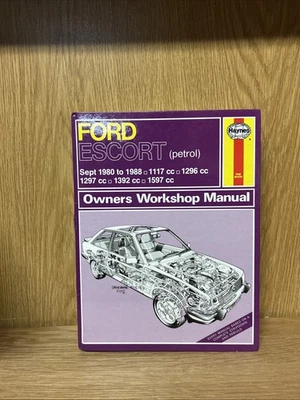 FORD
Haynes
ESCORT (petrol)
Sept 1980 to 1988 □ 1117 cc □ 1296 cc
1297 cc □ 1392 cc □ 1597 cc
Owners Workshop Manual